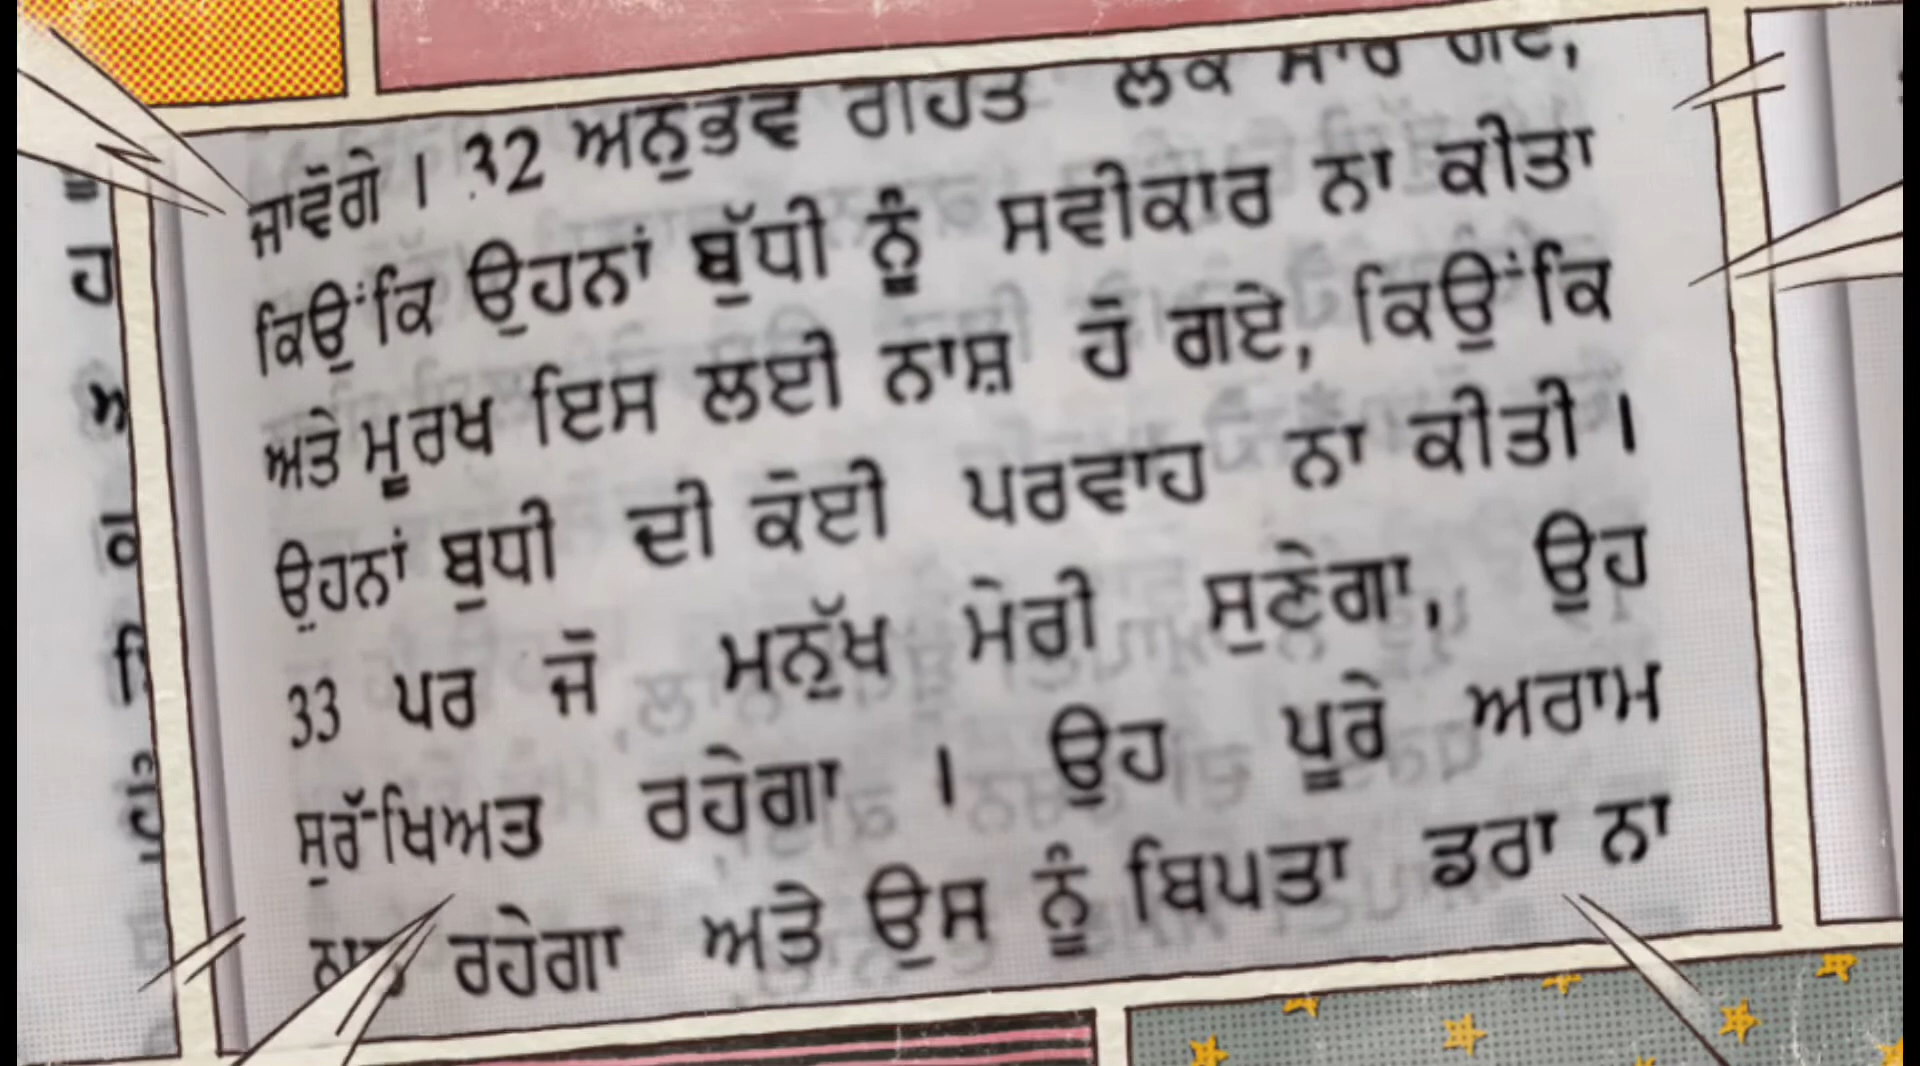 ਜਾਵੋਗੇ । 32 ਅਨੁਭਵ ਰਹਿਤ ਲੋਕ ਮਾਰੇ ਗਏ,
ਕਿਉਂਕਿ ਉਹਨਾਂ ਬੁੱਧੀ ਨੂੰ ਸਵੀਕਾਰ ਨਾ ਕੀਤਾ
ਅਤੇ ਮੂਰਖ ਇਸ ਲਈ ਨਾਸ਼ ਹੋ ਗਏ, ਕਿਉਂਕਿ
ਉਹਨਾਂ ਬੁਧੀ ਦੀ ਕੋਈ ਪਰਵਾਹ ਨਾ ਕੀਤੀ ।
33 ਪਰ ਜੋ ਮਨੁੱਖ ਮੇਰੀ ਸੁਣੇਗਾ, ਉਹ
ਸੁਰੱਖਿਅਤ ਰਹੇਗਾ । ਉਹ ਪੂਰੇ ਅਰਾਮ
ਨਾਲ ਰਹੇਗਾ ਅਤੇ ਉਸ ਨੂੰ ਬਿਪਤਾ ਡਰਾ ਨਾ